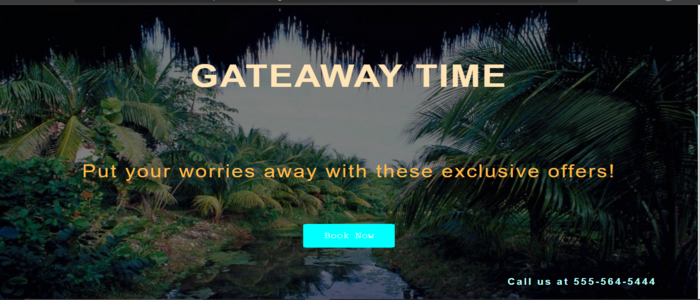 GATEAWAY TIME
Put your worries away with these exclusive offers!
Book Now
Call us at 555-564-5444